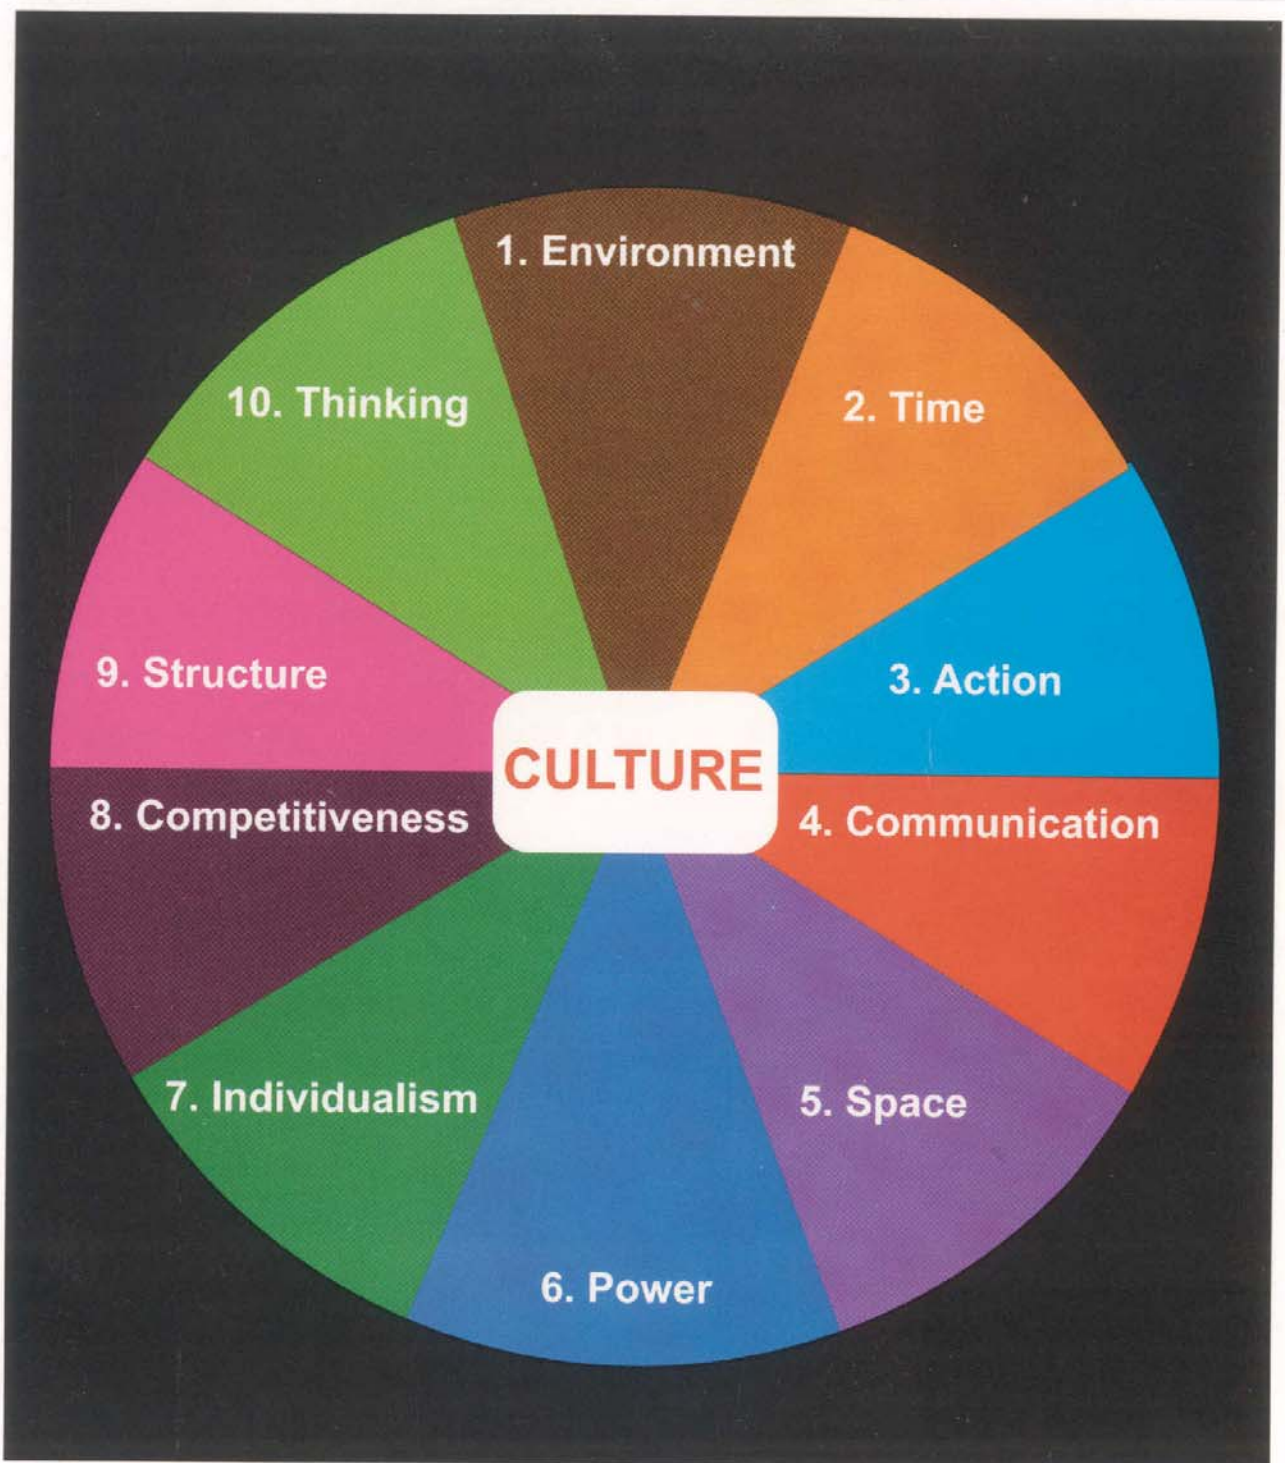 1. Environment
2. Time
3. Action
4. Communication
5. Space
6. Power
7. Individualism
8. Competitiveness
9. Structure
10. Thinking
CULTURE